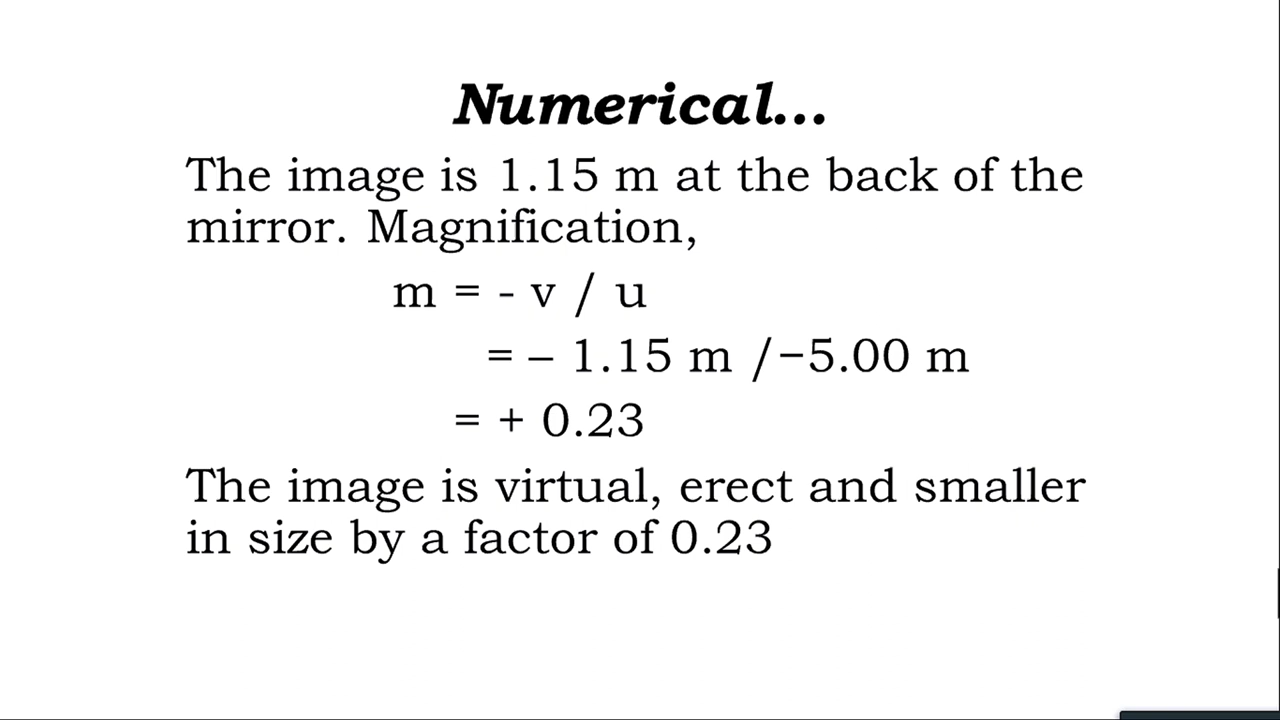 Numerical...
The image is 1.15 m at the back of the
mirror. Magnification,
m = - v / u
= – 1.15 m /−5.00 m
= + 0.23
The image is virtual, erect and smaller
in size by a factor of 0.23